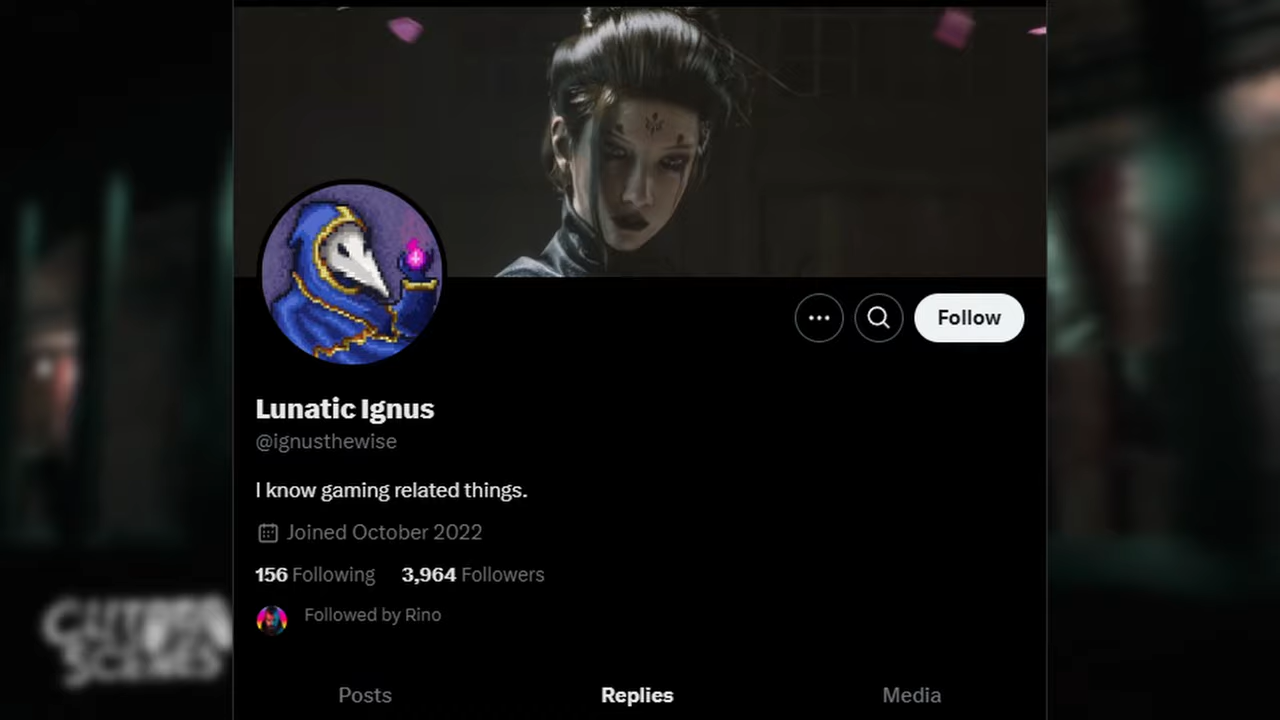 Follow
Lunatic Ignus
@ignusthewise
I know gaming related things.
Joined October 2022
156 Following 3,964 Followers
Followed by Rino
Posts Replies Media
SCENES